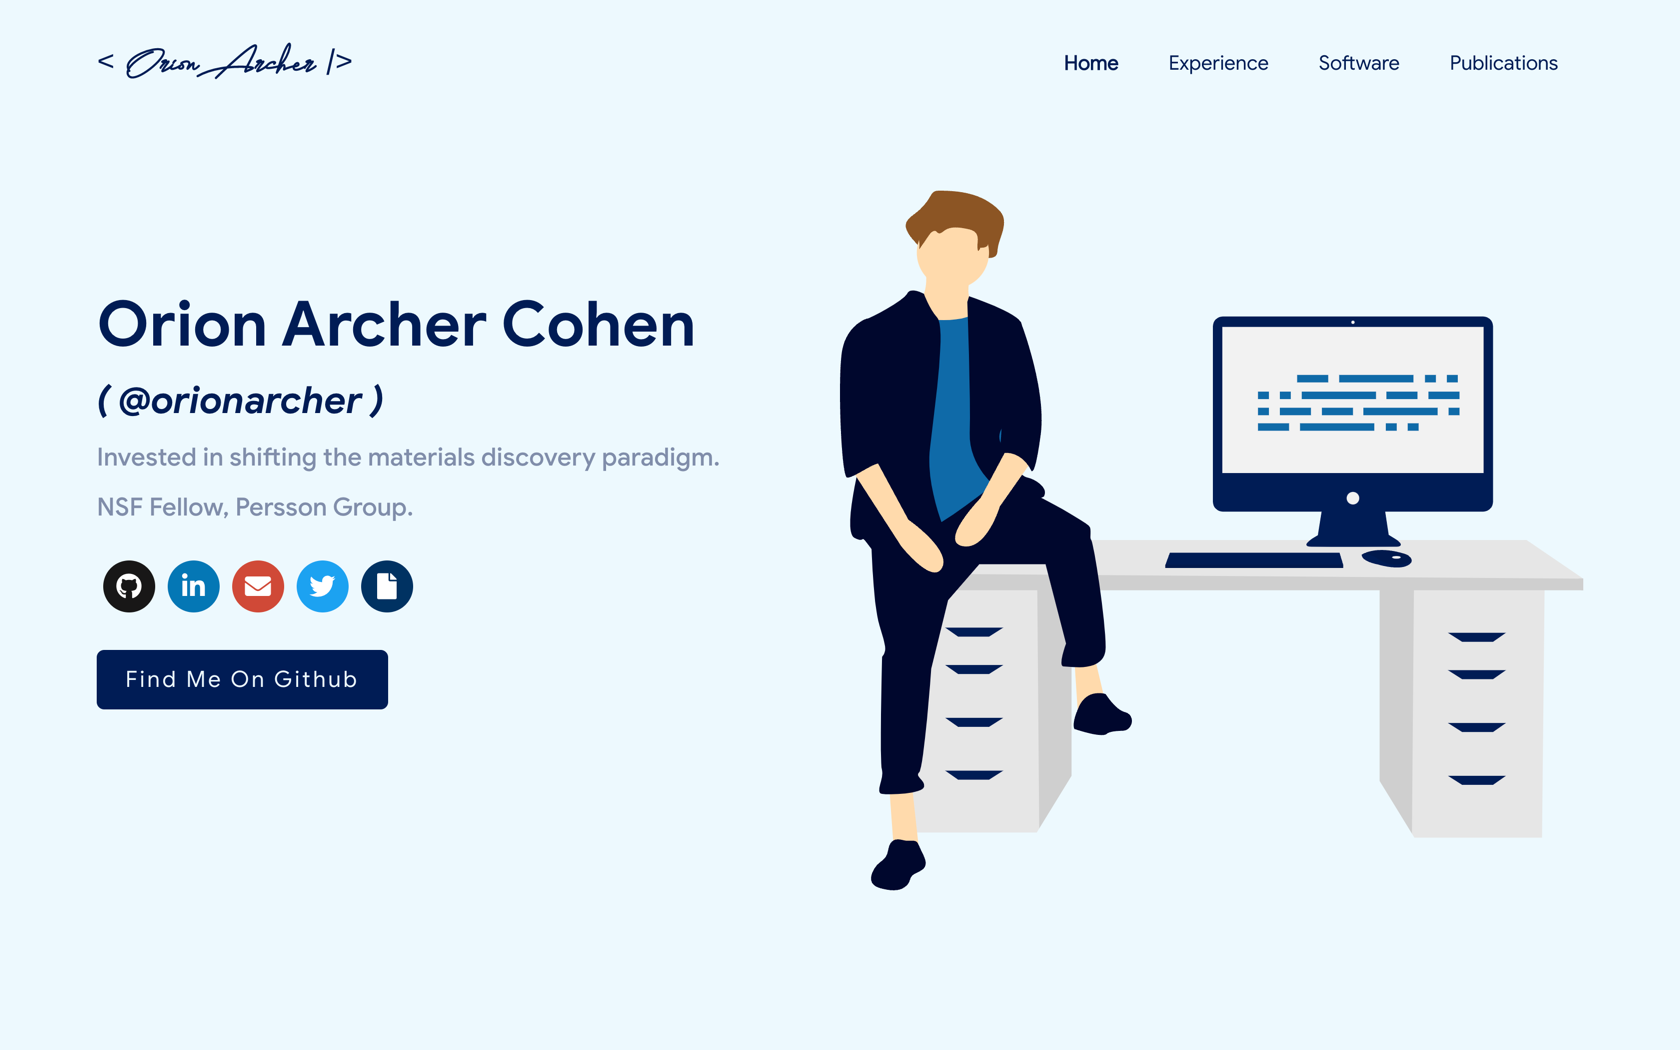 < Orion Archer />
Home
Experience
Software
Publications
Orion Archer Cohen
( @orionarcher )
Invested in shifting the materials discovery paradigm.
NSF Fellow, Persson Group.
in
Find Me On Github